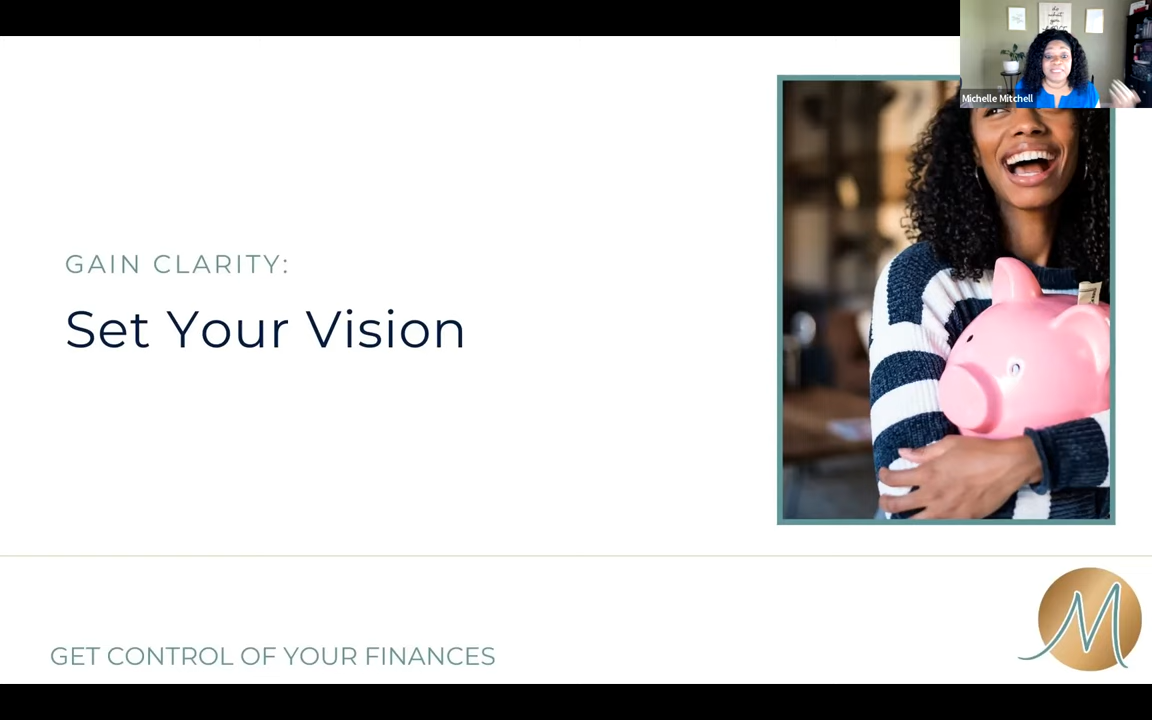 Michelle Mitchell
GAIN CLARITY:
Set Your Vision
GET CONTROL OF YOUR FINANCES
M